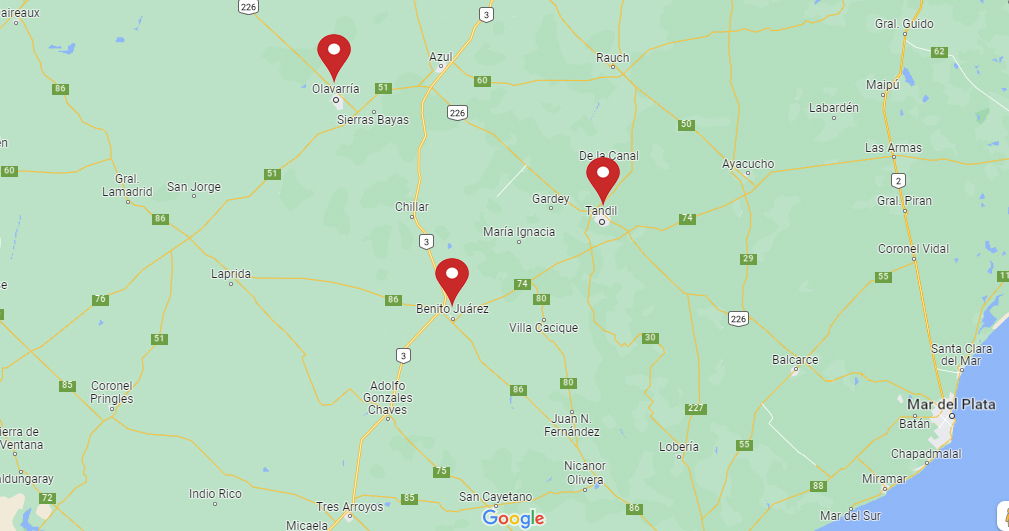 aireaux
226
3
Gral. Guido
Azul
Rauch
62
86
Olavarría
51
60
Maipú
226
Labardén
Sierras Bayas
50
en
De la Canal
Las Armas
Ayacucho
60
51
Gral.
Lamadrid
San Jorge
2
Gardey
Gral. Piran
Chillar
Tandil
86
74
María Ignacia
3
Coronel Vidal
29
Laprida
55
11
se
74
76
86
80
Benito Juárez
226
Villa Cacique
51
30
Santa Clara
del Mar
3
Balcarce
85
Coronel
Pringles
Adolfo
Gonzales
Chaves
80
86
227
Mar del Plata
Juan N.
Fernández
Batán
ierra de
Ventana
55
Lobería
Chapadmalal
Nicanor
Olivera
75
aldungaray
Miramar
88
72
Indio Rico
85
San Cayetano
Tres Arroyos
86
Mar del Sur
Google
Micaela